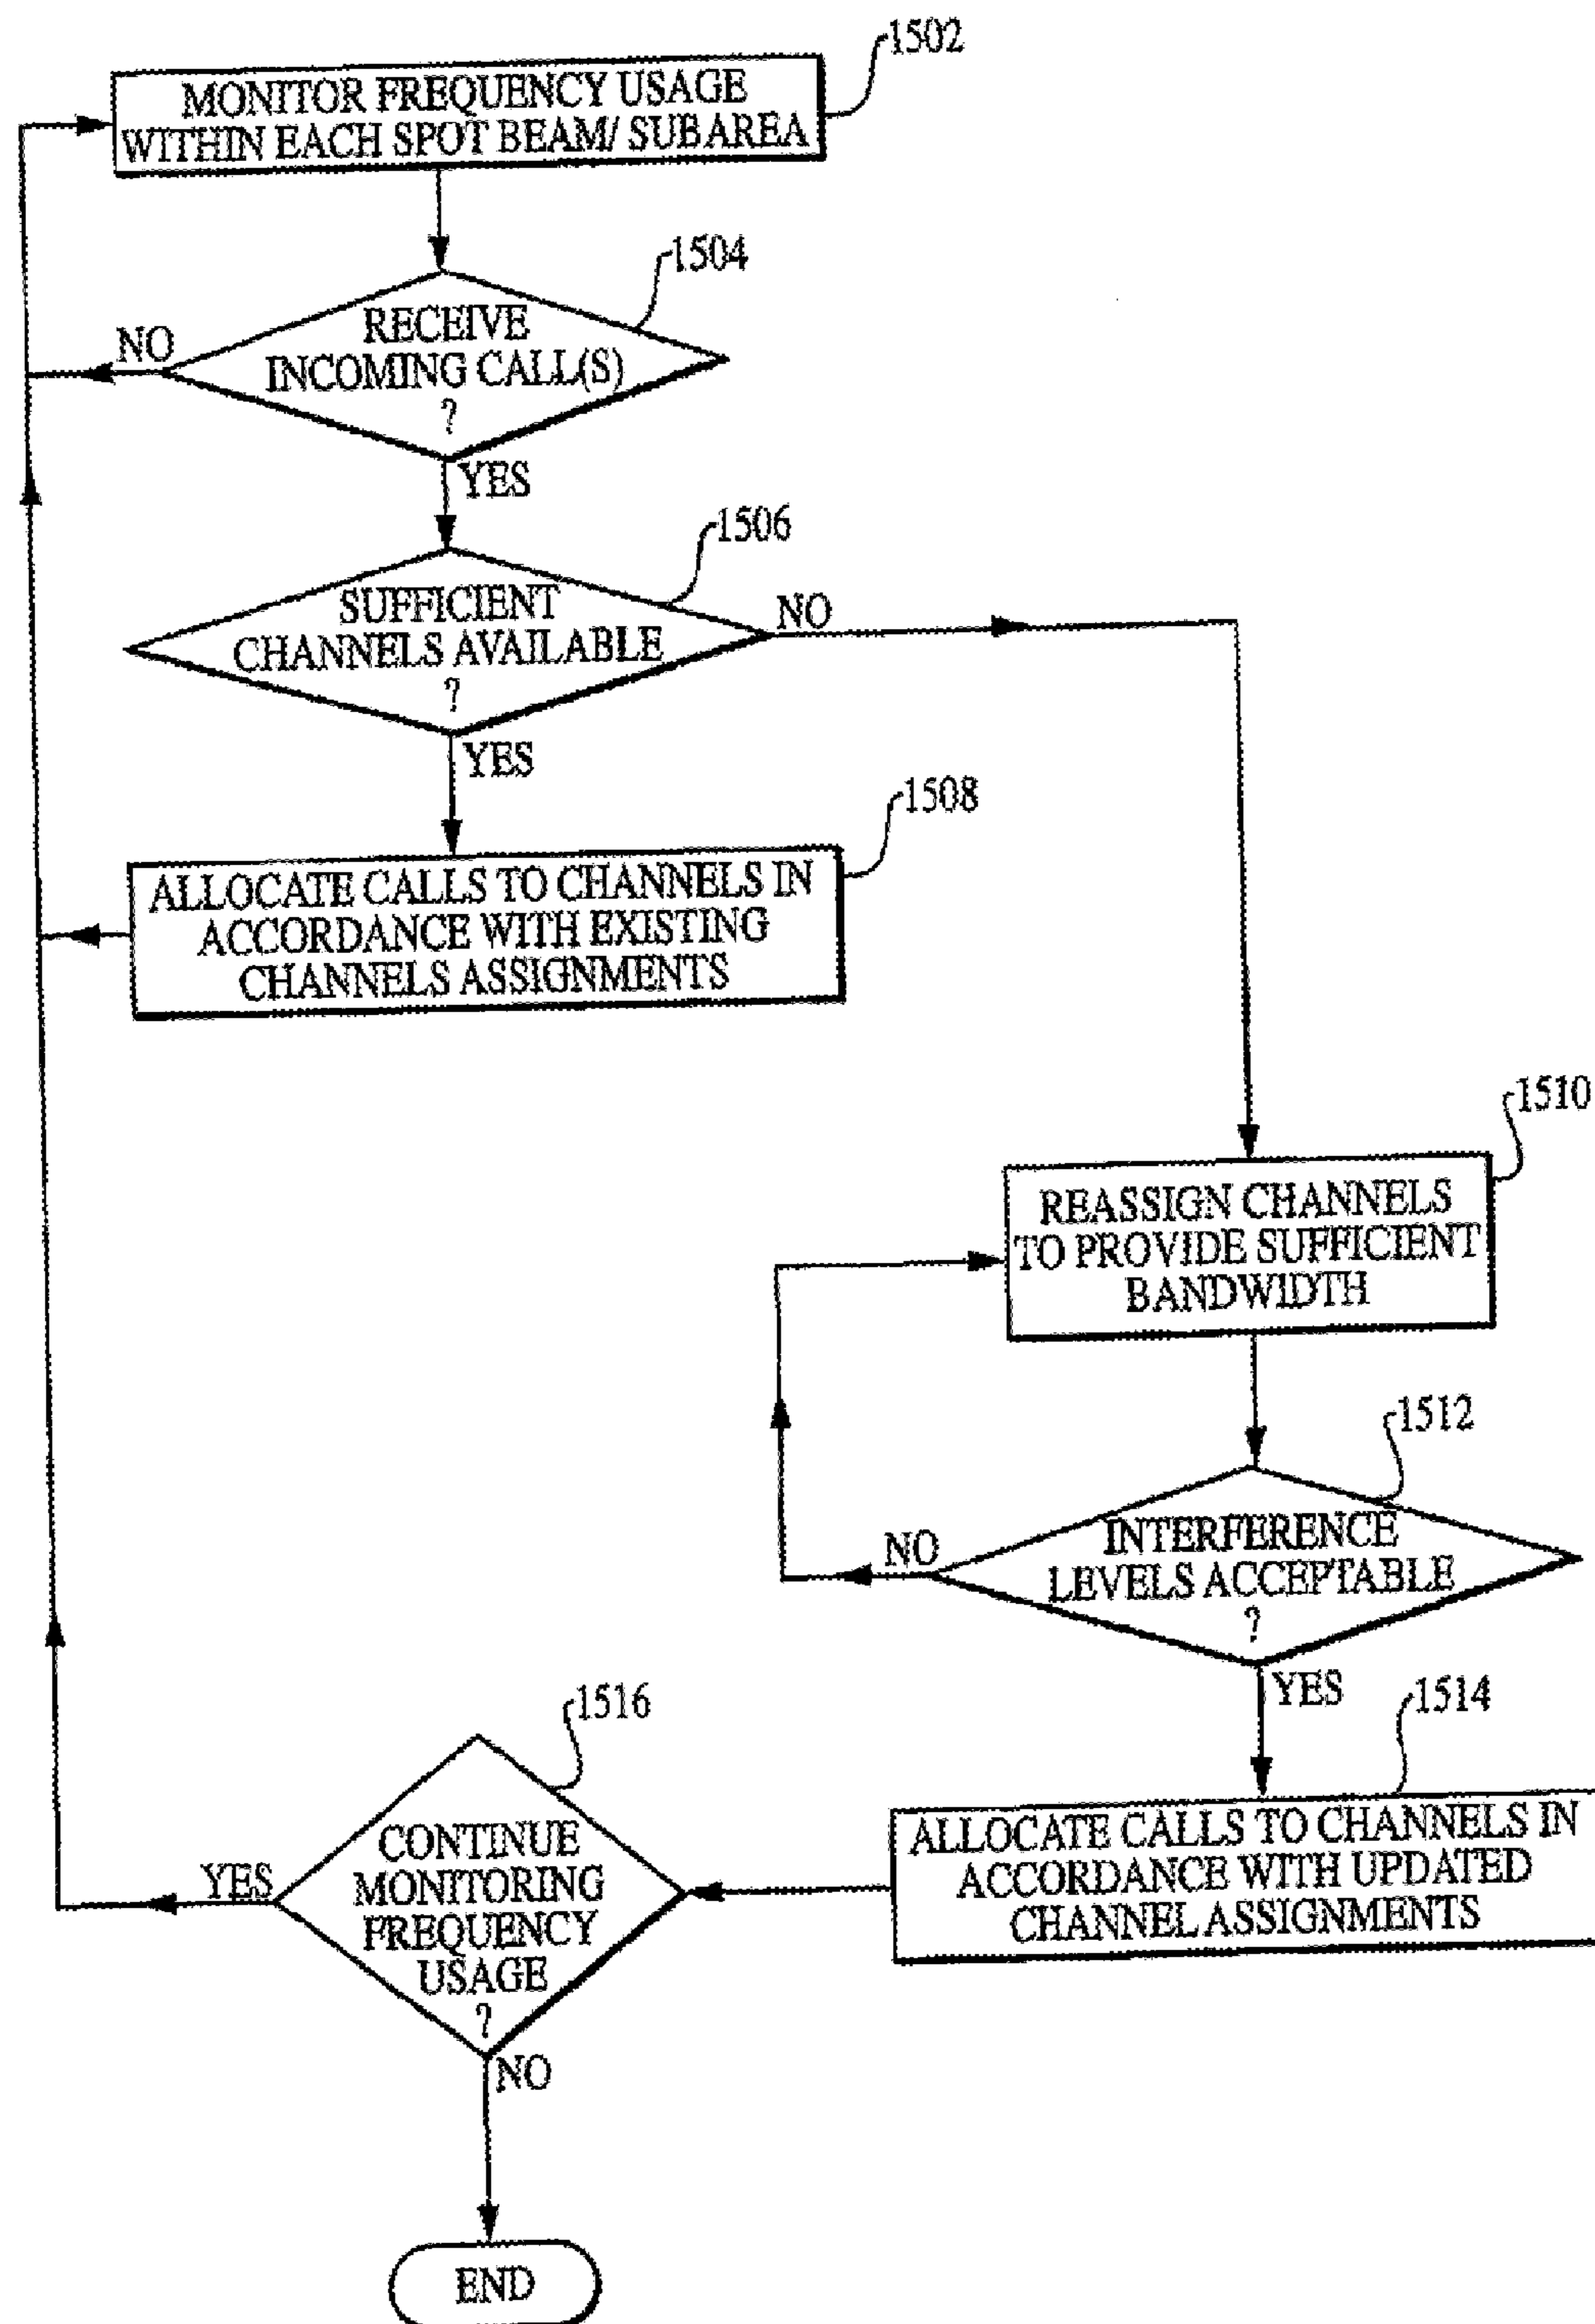 1502
MONITOR FREQUENCY USAGE
WITHIN EACH SPOT BEAM/ SUBAREA
1504
RECEIVE
INCOMING CALL(S)
?
NO
YES
1506
SUFFICIENT
CHANNELS AVAILABLE
?
NO
YES
1508
ALLOCATE CALLS TO CHANNELS IN
ACCORDANCE WITH EXISTING
CHANNELS ASSIGNMENTS
1510
REASSIGN CHANNELS
TO PROVIDE SUFFICIENT
BANDWIDTH
1512
INTERFERENCE
LEVELS ACCEPTABLE
?
NO
YES
1514
ALLOCATE CALLS TO CHANNELS IN
ACCORDANCE WITH UPDATED
CHANNEL ASSIGNMENTS
1516
CONTINUE
MONITORING
FREQUENCY
USAGE
?
YES
NO
END